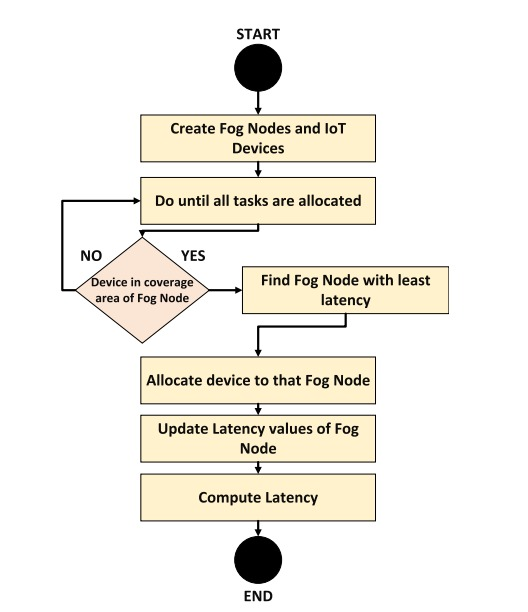 START
Create Fog Nodes and IoT
Devices
Do until all tasks are allocated
NO
YES
Device in coverage
area of Fog Node
Find Fog Node with least
latency
Allocate device to that Fog Node
Update Latency values of Fog
Node
Compute Latency
END